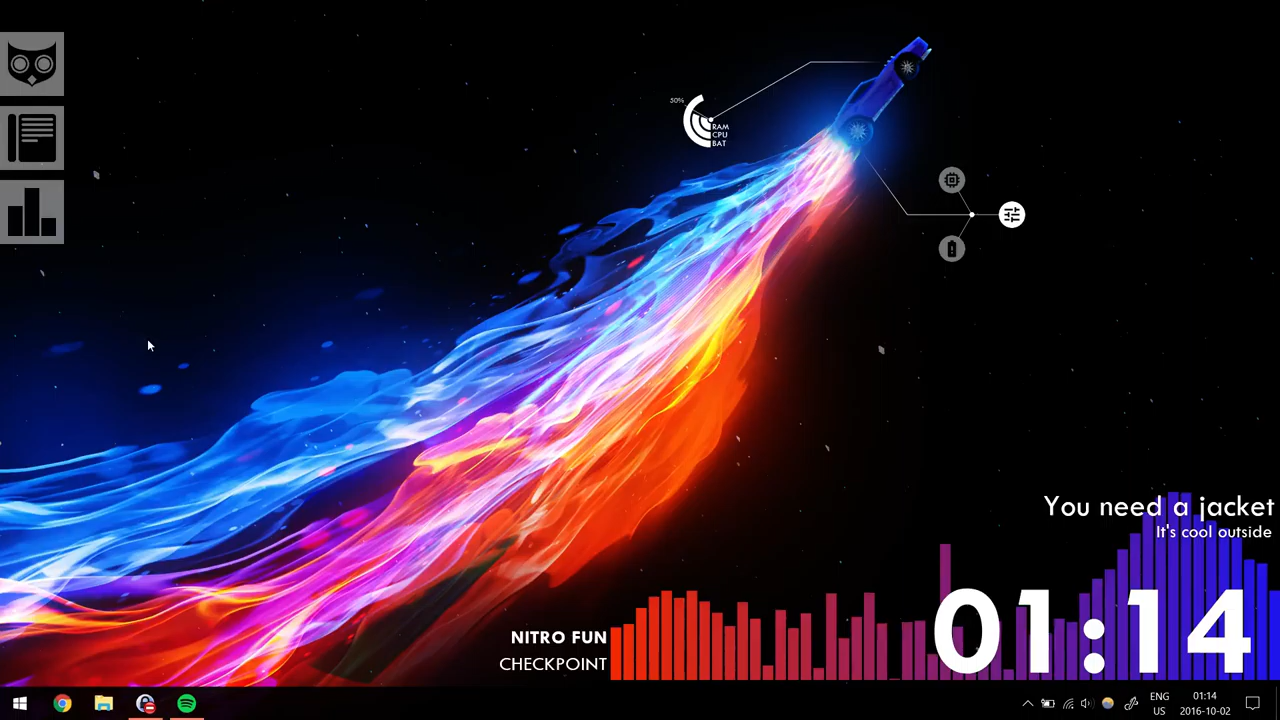 50%
RAM
CPU
BAT
You need a jacket
It's cool outside
NITRO FUN
CHECKPOINT
01:14
ENG
US
01:14
2016-10-02